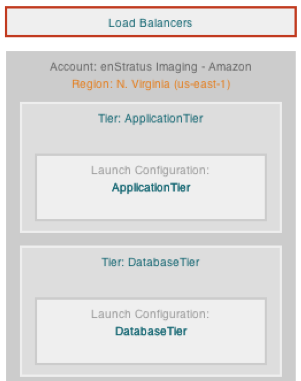 Load Balancers
Account: enStratus Imaging - Amazon
Region: N. Virginia (us-east-1)
Tier: ApplicationTier
Launch Configuration:
ApplicationTier
Tier: DatabaseTier
Launch Configuration:
DatabaseTier